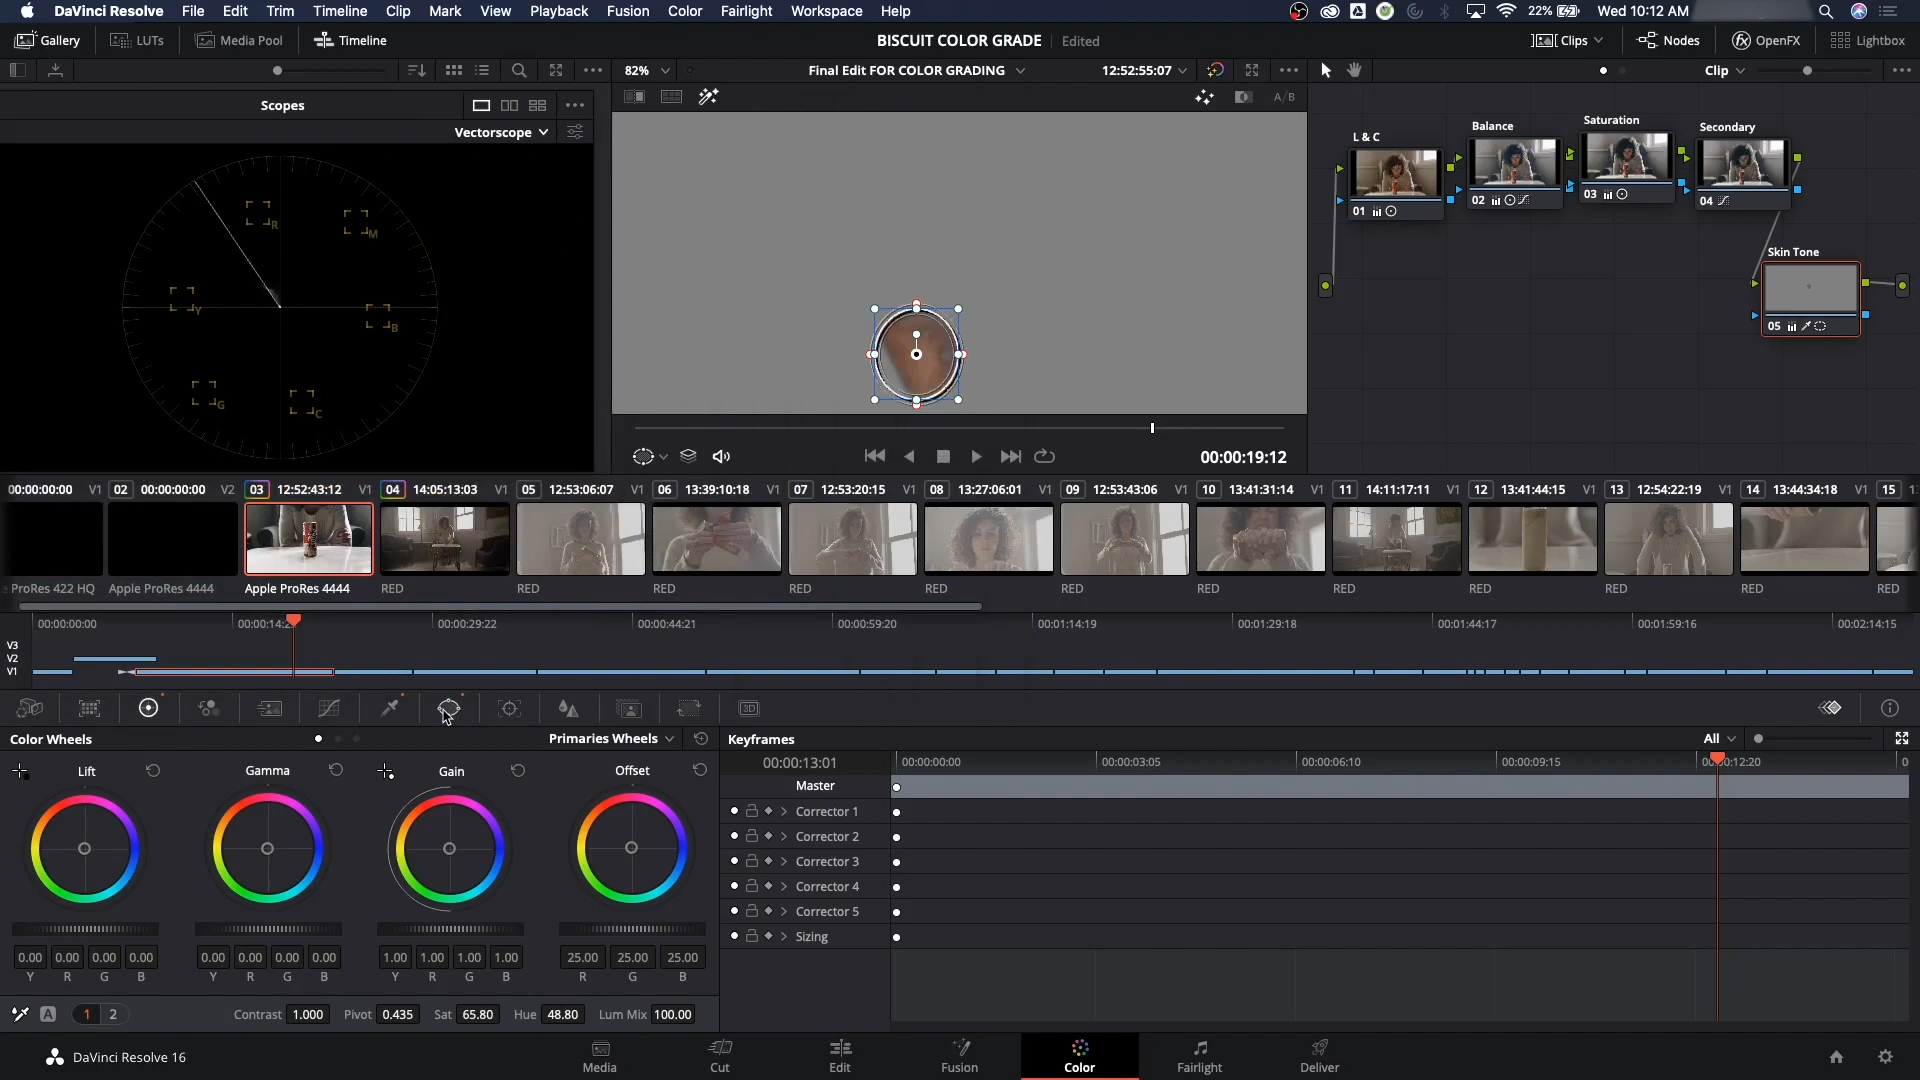 DaVinci Resolve File Edit Trim Timeline Clip Mark View Playback Fusion Color Fairlight Workspace Help 22% Wed 10:12 AM
Gallery LUTs Media Pool Timeline BISCUIT COLOR GRADE Edited Clips Nodes OpenFX Lightbox
82% Final Edit FOR COLOR GRADING 12:52:55:07 Clip
Scopes A/B
Vectorscope
R M Y B G C
L & C Balance Saturation Secondary
01 02 03 04
Skin Tone
05
00:00:19:12
00:00:00:00 V1 02 00:00:00:00 V2 03 12:52:43:12 V1 04 14:05:13:03 V1 05 12:53:06:07 V1 06 13:39:10:18 V1 07 12:53:20:15 V1 08 13:27:06:01 V1 09 12:53:43:06 V1 10 13:41:31:14 V1 11 14:11:17:11 V1 12 13:41:44:15 V1 13 12:54:22:19 V1 14 13:44:34:18 V1 15
ProRes 422 HQ Apple ProRes 4444 Apple ProRes 4444 RED RED RED RED RED RED RED RED RED RED RED RED
00:00:00:00 00:00:14:2 00:00:29:22 00:00:44:21 00:00:59:20 00:01:14:19 00:01:29:18 00:01:44:17 00:01:59:16 00:02:14:15
V3
V2
V1
3D
Color Wheels Primaries Wheels Keyframes All
Lift Gamma Gain Offset
00:00:13:01 00:00:00:00 00:00:03:05 00:00:06:10 00:00:09:15 00:00:12:20 0
Master
Corrector 1
Corrector 2
Corrector 3
Corrector 4
Corrector 5
Sizing
0.00 0.00 0.00 0.00 0.00 0.00 0.00 0.00 1.00 1.00 1.00 1.00 25.00 25.00 25.00
Y R G B Y R G B Y R G B R G B
A 1 2 Contrast 1.000 Pivot 0.435 Sat 65.80 Hue 48.80 Lum Mix 100.00
DaVinci Resolve 16 Media Cut Edit Fusion Color Fairlight Deliver